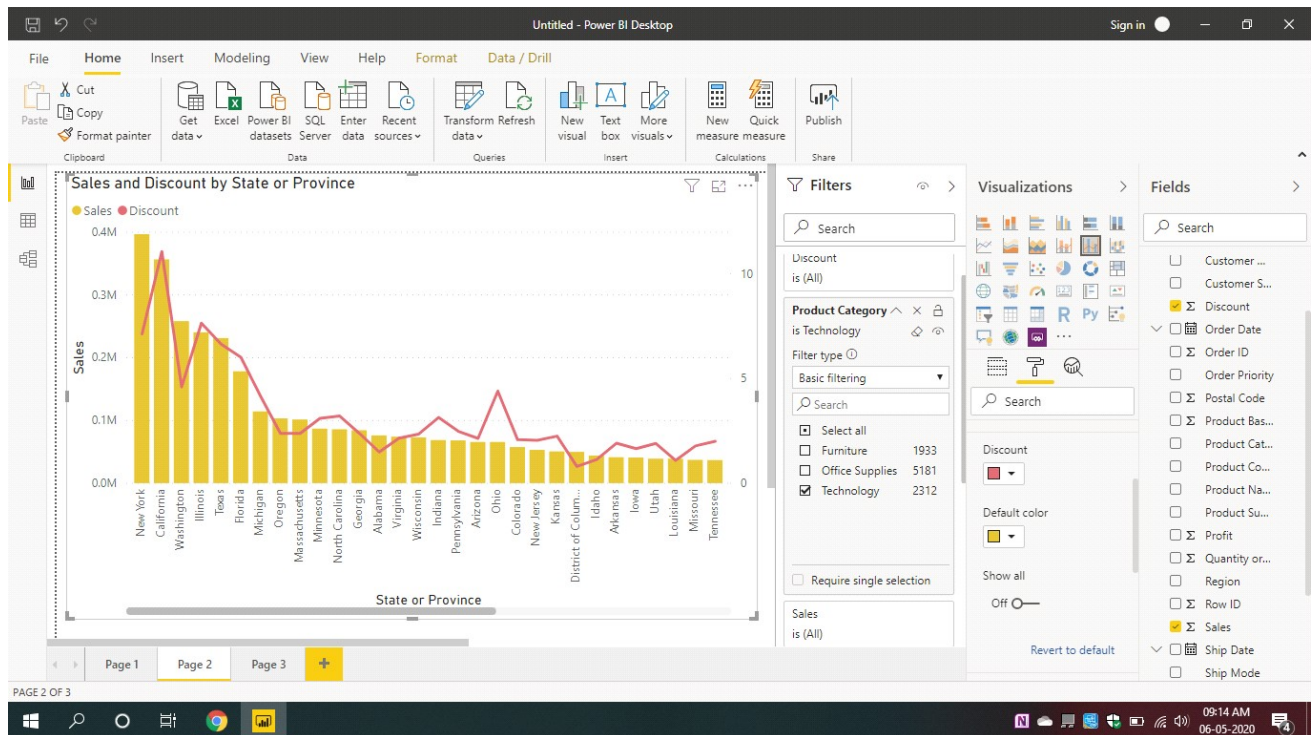 Untitled - Power BI Desktop
Sign in
File Home Insert Modeling View Help Format Data / Drill
Paste
Cut
Copy
Format painter
Clipboard
Get data
Excel
Power BI datasets
SQL Server
Enter data
Recent sources
Data
Transform data
Refresh
Queries
New visual
Text box
More visuals
Insert
New measure
Quick measure
Calculations
Publish
Share
Sales and Discount by State or Province
Sales Discount
0.4M
0.3M
0.2M
0.1M
0.0M
Sales
10
5
0
New York
California
Washington
Illinois
Texas
Florida
Michigan
Oregon
Massachusetts
Minnesota
North Carolina
Georgia
Alabama
Virginia
Wisconsin
Indiana
Pennsylvania
Arizona
Ohio
Colorado
New Jersey
Kansas
District of Colum...
Idaho
Arkansas
Iowa
Utah
Louisiana
Missouri
Tennessee
State or Province
Filters
Search
Discount
is (All)
Product Category
is Technology
Filter type
Basic filtering
Search
Select all
Furniture 1933
Office Supplies 5181
Technology 2312
Require single selection
Sales
is (All)
Visualizations
R Py
Search
Discount
Default color
Show all
Off
Revert to default
Fields
Search
Customer ...
Customer S...
Σ Discount
Order Date
Σ Order ID
Order Priority
Σ Postal Code
Σ Product Bas...
Product Cat...
Product Co...
Product Na...
Product Su...
Σ Profit
Σ Quantity or...
Region
Σ Row ID
Σ Sales
Ship Date
Ship Mode
Page 1 Page 2 Page 3 +
PAGE 2 OF 3
09:14 AM
06-05-2020
4